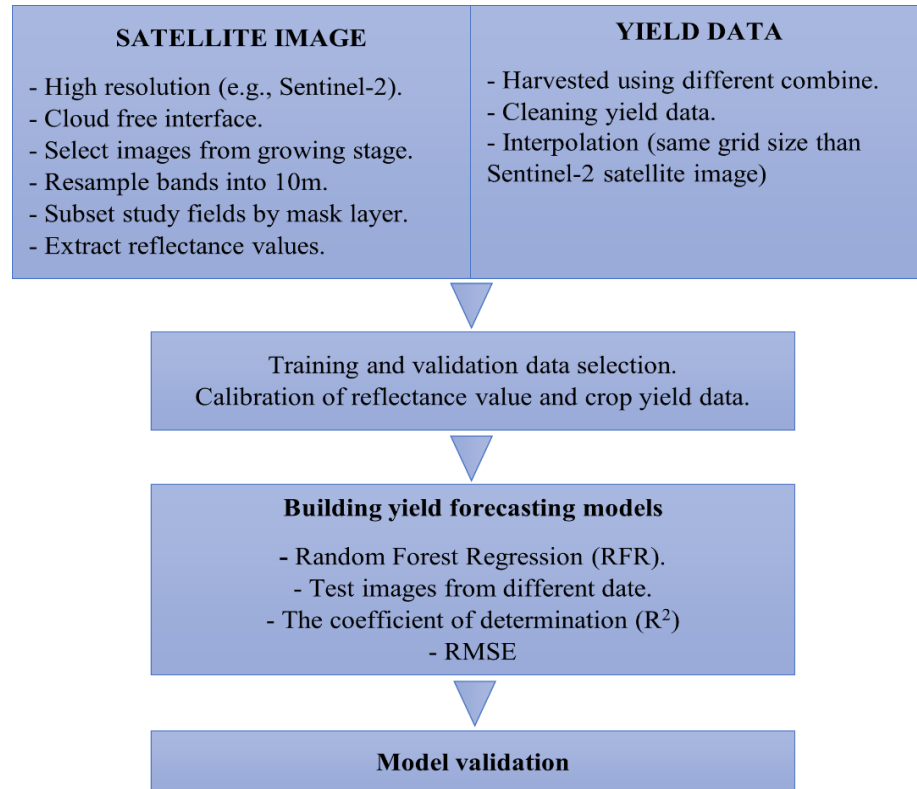 SATELLITE IMAGE
- High resolution (e.g., Sentinel-2).
- Cloud free interface.
- Select images from growing stage.
- Resample bands into 10m.
- Subset study fields by mask layer.
- Extract reflectance values.
YIELD DATA
- Harvested using different combine.
- Cleaning yield data.
- Interpolation (same grid size than
Sentinel-2 satellite image)
Training and validation data selection.
Calibration of reflectance value and crop yield data.
Building yield forecasting models
- Random Forest Regression (RFR).
- Test images from different date.
- The coefficient of determination (R²)
- RMSE
Model validation